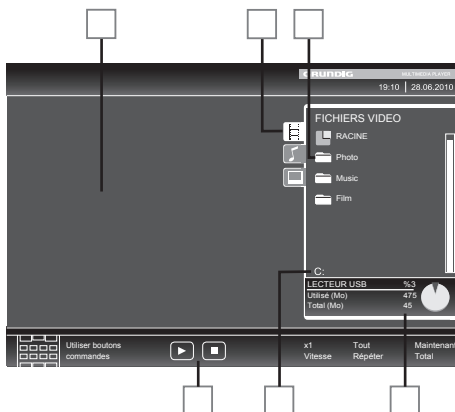 GRUNDIG MULTIMEDIA PLAYER
19:10 28.06.2010
FICHIERS VIDEO
RACINE
Photo
Music
Film
C:
LECTEUR USB %3
Utilisé (Mo) 475
Total (Mo) 45
Utiliser boutons
commandes
x1 Tout Maintenant
Vitesse Répéter Total